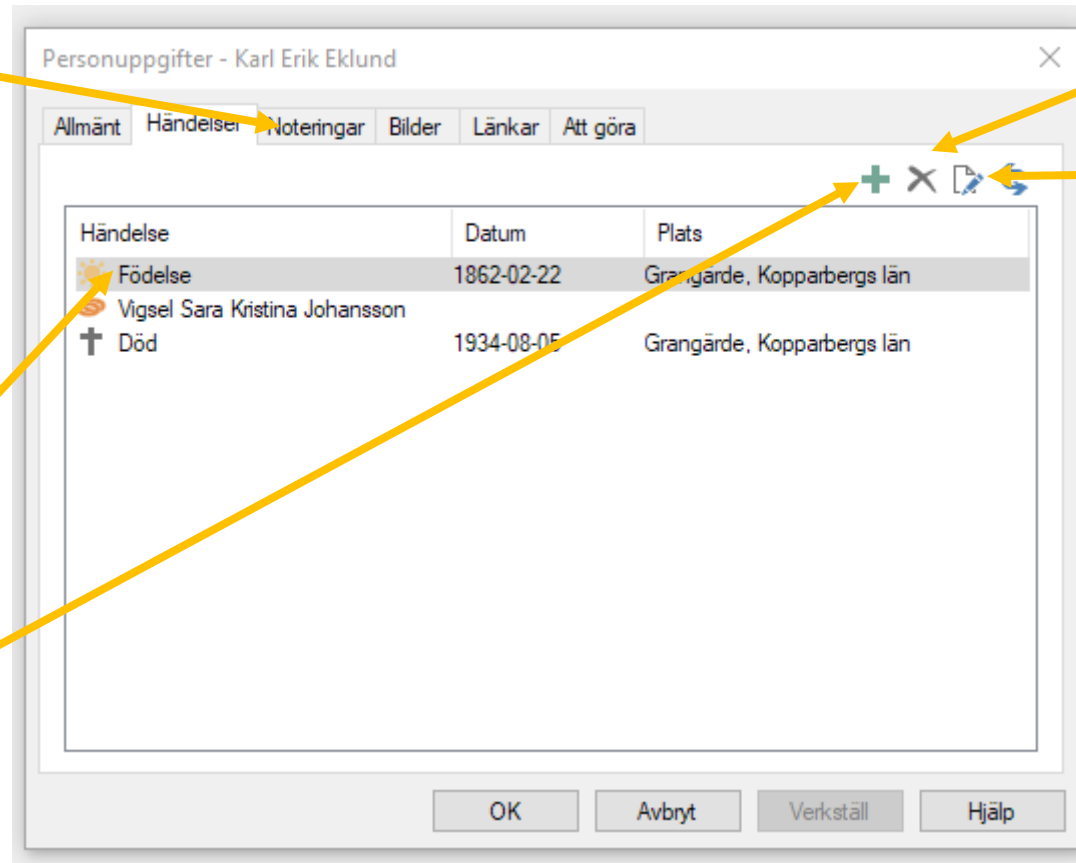 Personuppgifter - Karl Erik Eklund
Allmänt Händelser Noteringar Bilder Länkar Att göra
Händelse Datum Plats
Födelse 1862-02-22 Grangärde, Kopparbergs län
Vigsel Sara Kristina Johansson
Död 1934-08-05 Grangärde, Kopparbergs län
OK Avbryt Verkställ Hjälp